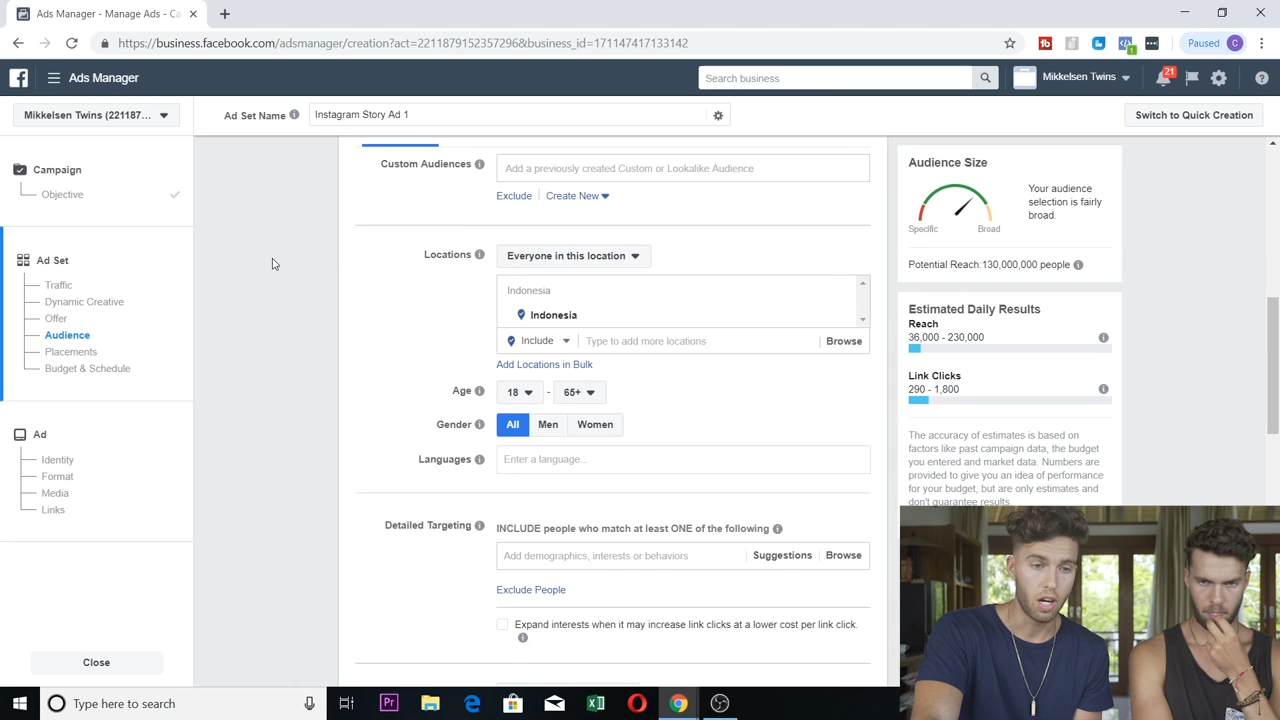 Ads Manager - Manage Ads - Ca
https://business.facebook.com/adsmanager/creation?act=2211879152357296&business_id=171147417133142
Paused C
Ads Manager
Search business
Mikkelsen Twins
21
Mikkelsen Twins (221187...
Ad Set Name
Instagram Story Ad 1
Switch to Quick Creation
Campaign
Objective
Ad Set
Traffic
Dynamic Creative
Offer
Audience
Placements
Budget & Schedule
Ad
Identity
Format
Media
Links
Close
Custom Audiences
Add a previously created Custom or Lookalike Audience
Exclude
Create New
Locations
Everyone in this location
Indonesia
Indonesia
Include
Type to add more locations
Browse
Add Locations in Bulk
Age
18 - 65+
Gender
All Men Women
Languages
Enter a language...
Detailed Targeting
INCLUDE people who match at least ONE of the following
Add demographics, interests or behaviors
Suggestions
Browse
Exclude People
Expand interests when it may increase link clicks at a lower cost per link click.
Audience Size
Your audience
selection is fairly
broad.
Specific
Broad
Potential Reach:130,000,000 people
Estimated Daily Results
Reach
36,000 - 230,000
Link Clicks
290 - 1,800
The accuracy of estimates is based on
factors like past campaign data, the budget
you entered and market data. Numbers are
provided to give you an idea of performance
for your budget, but are only estimates and
don't guarantee results.
Type here to search
Pr